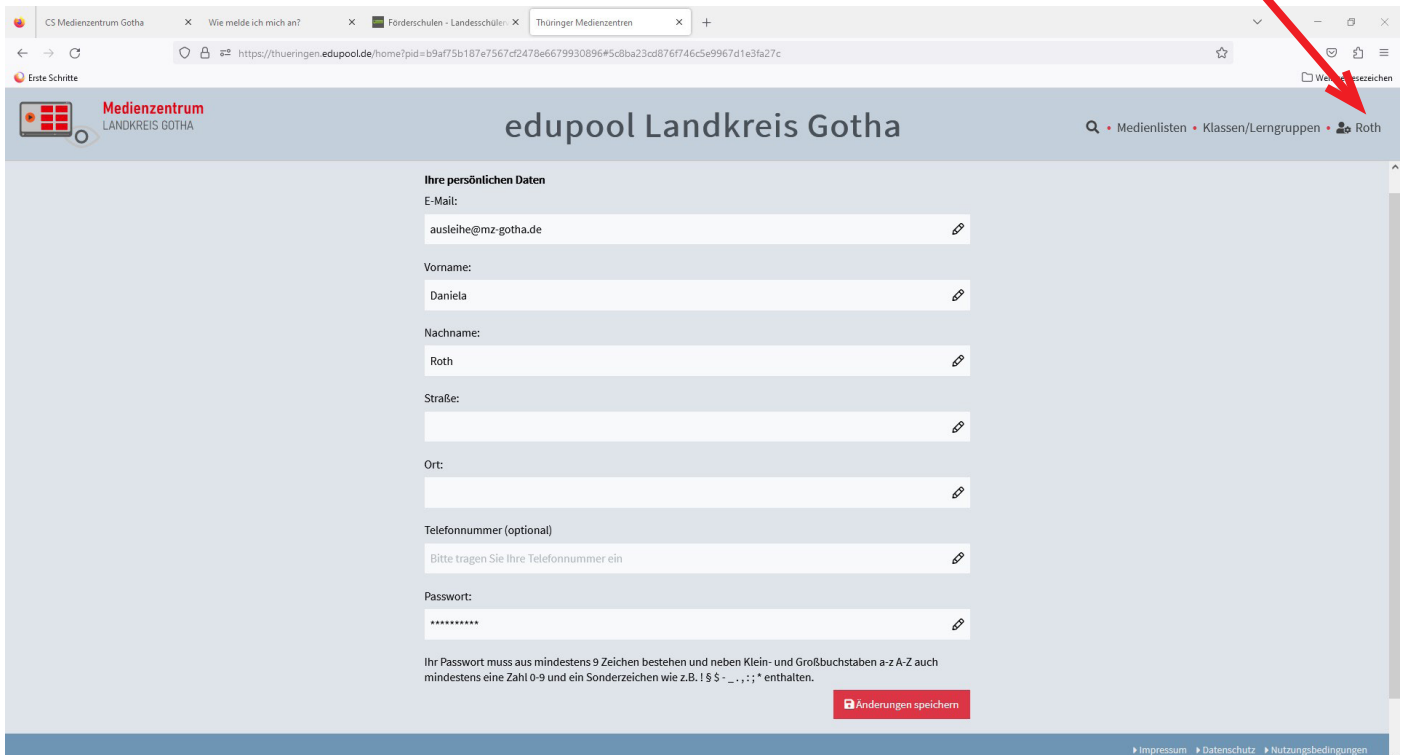 CS Medienzentrum Gotha
Wie melde ich mich an?
Förderschulen - Landesschülerv
Thüringer Medienzentren
https://thueringen.edupool.de/home?pid=b9af75b187e7567cf2478e6679930896#5c8ba23cd876f746c5e9967d1e3fa27c
Erste Schritte
Medienzentrum
LANDKREIS GOTHA
edupool Landkreis Gotha
• Medienlisten • Klassen/Lerngruppen • Roth
Ihre persönlichen Daten
E-Mail:
ausleihe@mz-gotha.de
Vorname:
Daniela
Nachname:
Roth
Straße:
Ort:
Telefonnummer (optional)
Bitte tragen Sie Ihre Telefonnummer ein
Passwort:
**********
Ihr Passwort muss aus mindestens 9 Zeichen bestehen und neben Klein- und Großbuchstaben a-z A-Z auch
mindestens eine Zahl 0-9 und ein Sonderzeichen wie z.B. ! § $ - _ . , : ; * enthalten.
Änderungen speichern
Impressum Datenschutz Nutzungsbedingungen